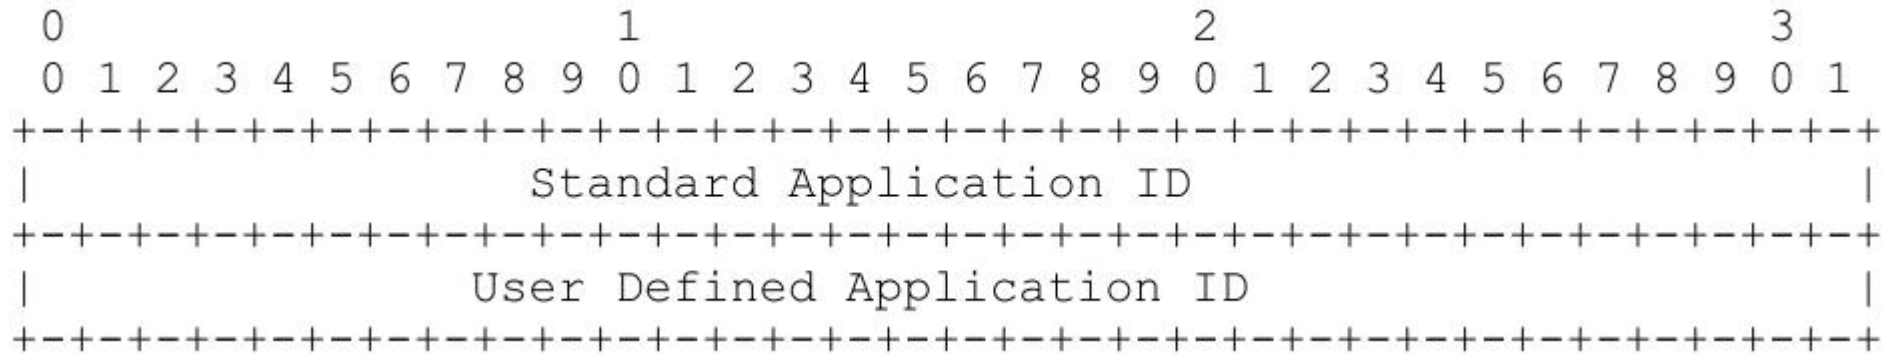 0                   1                   2                   3
 0 1 2 3 4 5 6 7 8 9 0 1 2 3 4 5 6 7 8 9 0 1 2 3 4 5 6 7 8 9 0 1
+-+-+-+-+-+-+-+-+-+-+-+-+-+-+-+-+-+-+-+-+-+-+-+-+-+-+-+-+-+-+-+-+
|                 Standard Application ID                       |
+-+-+-+-+-+-+-+-+-+-+-+-+-+-+-+-+-+-+-+-+-+-+-+-+-+-+-+-+-+-+-+-+
|               User Defined Application ID                     |
+-+-+-+-+-+-+-+-+-+-+-+-+-+-+-+-+-+-+-+-+-+-+-+-+-+-+-+-+-+-+-+-+